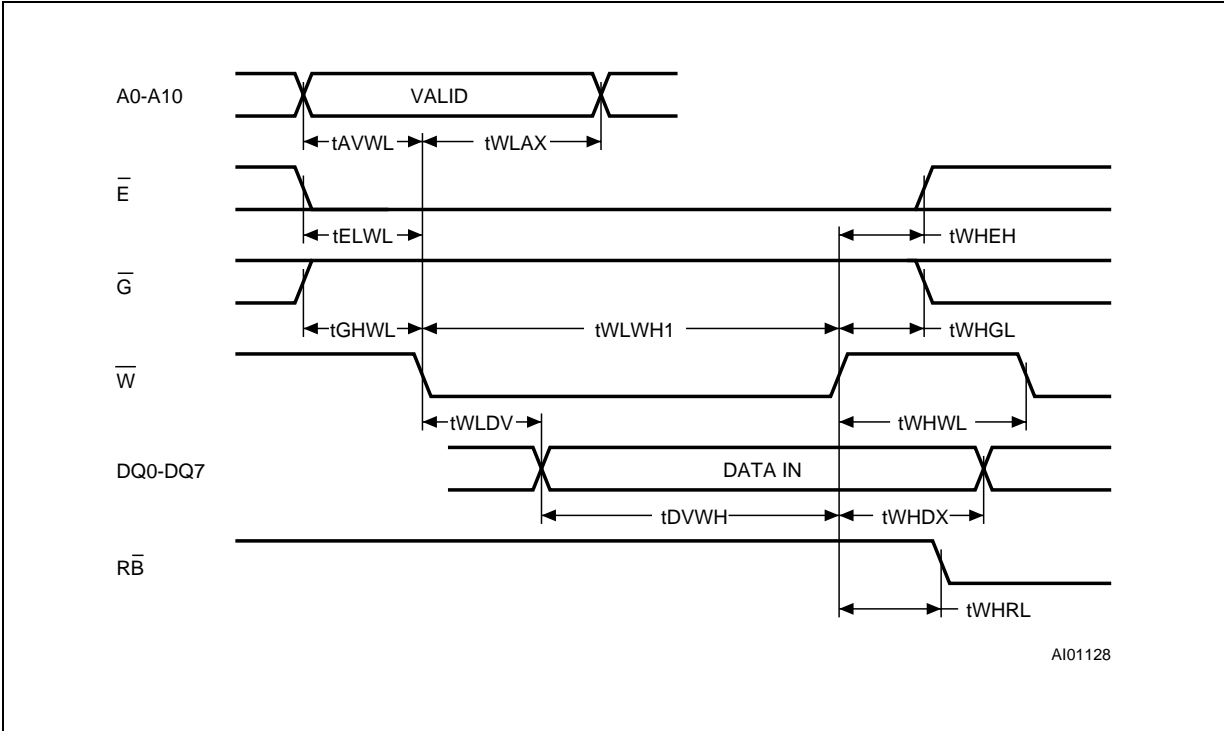 A0-A10
VALID
tAVWL
tWLAX
E̅
tELWL
tWHEH
G̅
tGHWL
tWLWH1
tWHGL
W̅
tWLDV
tWHWL
DQ0-DQ7
DATA IN
tDVWH
tWHDX
RB̅
tWHRL
AI01128